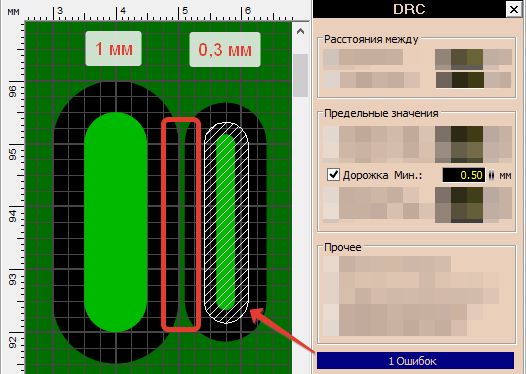 мм
3
4
5
6
DRC
1 мм
0,3 мм
Расстояния между
96
95
94
93
92
Предельные значения
Дорожка Мин.: 0.50 мм
Прочее
1 Ошибок